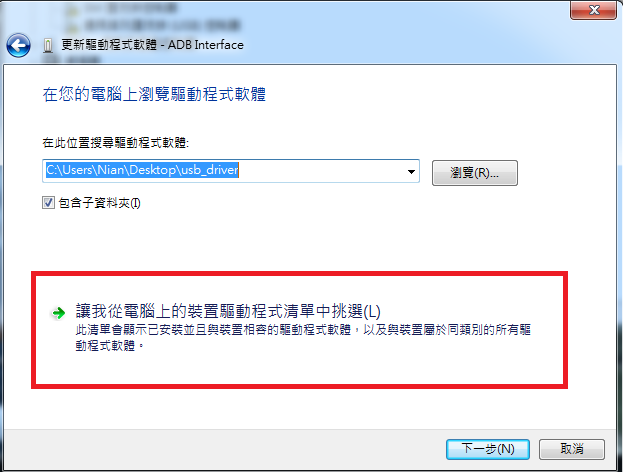 更新驅動程式軟體 - ADB Interface
在您的電腦上瀏覽驅動程式軟體
在此位置搜尋驅動程式軟體:
C:\Users\Nian\Desktop\usb_driver
瀏覽(R)...
包含子資料夾(I)
讓我從電腦上的裝置驅動程式清單中挑選(L)
此清單會顯示已安裝並且與裝置相容的驅動程式軟體，以及與裝置屬於同類別的所有驅
動程式軟體。
下一步(N)
取消